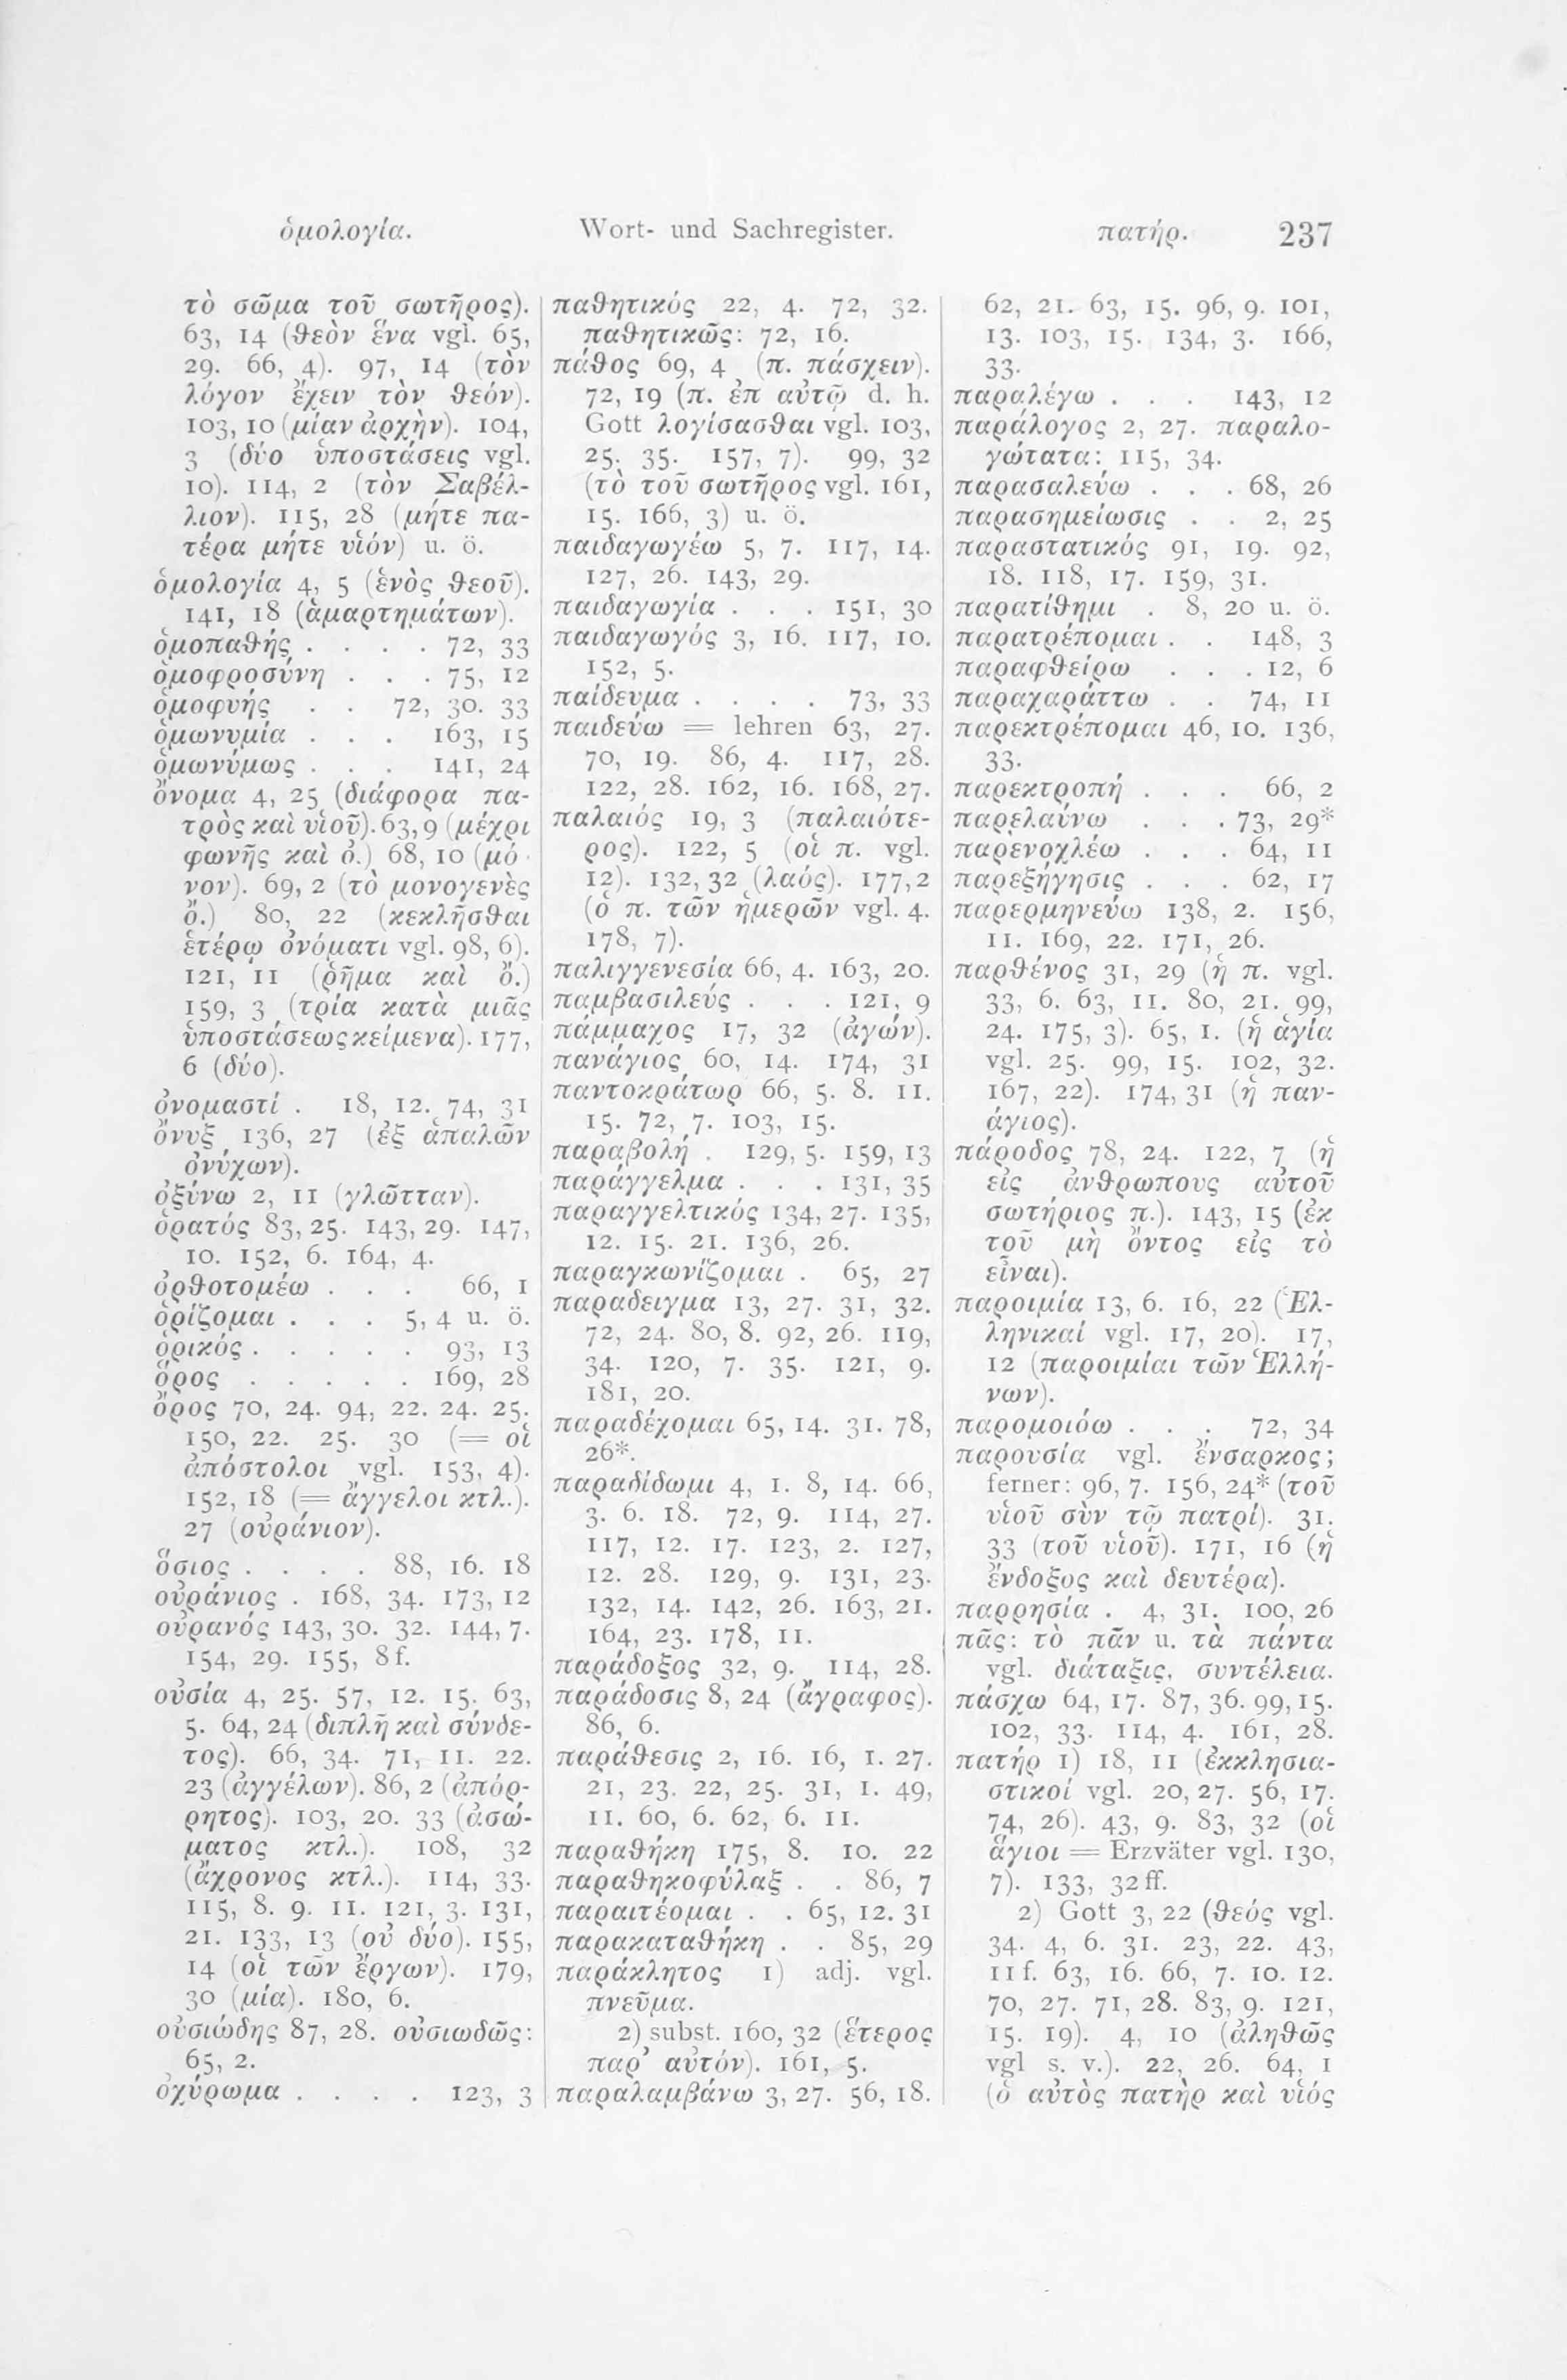 ὁμολογία. Wort- und Sachregister. πατήρ. 237
τὸ σῶμα τοῦ σωτῆρος).
63, 14 (θεὸν ἕνα vgl. 65,
29. 66, 4). 97, 14 (τὸν
λόγον ἔχειν τὸν θεόν).
103, 10 (μίαν ἀρχὴν). 104,
3 (δύο ὑποστάσεις vgl.
10). 114, 2 (τὸν Σαβέλ-
λιον). 115, 28 (μήτε πα-
τέρα μήτε υἱόν) u. ö.
ὁμολογία 4, 5 (ἑνὸς θεοῦ).
141, 18 (ἁμαρτημάτων).
ὁμοπαθής . . . . 72, 33
ὁμοφροσύνη . . . 75, 12
ὁμοφυής . . 72, 30. 33
ὁμωνυμία . . . 163, 15
ὁμωνύμως . . . 141, 24
ὄνομα 4, 25 (διάφορα πα-
τρὸς καὶ υἱοῦ). 63, 9 (μέχρι
φωνῆς καὶ ὀ.) 68, 10 (μό-
νον). 69, 2 (τὸ μονογενὲς
ὄ.) 80, 22 (κεκλῆσθαι
ἑτέρῳ ὀνόματι vgl. 98, 6).
121, 11 (ῥῆμα καὶ ὄ.)
159, 3 (τρία κατὰ μιᾶς
ὑποστάσεως κείμενα). 177,
6 (δύο).
ὀνομαστί . 18, 12. 74, 31
ὄνυξ 136, 27 (ἐξ ἁπαλῶν
ὀνύχων).
ὀξύνω 2, 11 (γλῶτταν).
ὁρατός 83, 25. 143, 29. 147,
10. 152, 6. 164, 4.
ὀρθοτομέω . . . 66, 1
ὁρίζομαι . . . 5, 4 u. ö.
ὁρικός . . . . . 93, 13
ὅρος . . . . . 169, 28
ὄρος 70, 24. 94, 22. 24. 25.
150, 22. 25. 30 (= οἱ
ἀπόστολοι vgl. 153, 4).
152, 18 (= ἄγγελοι κτλ.).
27 (οὐράνιον).
ὅσιος . . . . 88, 16. 18
οὐράνιος . 168, 34. 173, 12
οὐρανός 143, 30. 32. 144, 7.
154, 29. 155, 8 f.
οὐσία 4, 25. 57, 12. 15. 63,
5. 64, 24 (διπλῆ καὶ σύνδε-
τος). 66, 34. 71, 11. 22.
23 (ἀγγέλων). 86, 2 (ἀπόρ-
ρητος). 103, 20. 33 (ἀσώ-
ματος κτλ.). 108, 32
(ἄχρονος κτλ.). 114, 33.
115, 8. 9. 11. 121, 3. 131,
21. 133, 13 (οὐ δύο). 155,
14 (οἱ τῶν ἔργων). 179,
30 (μία). 180, 6.
οὐσιώδης 87, 28. οὐσιωδῶς:
65, 2.
ὀχύρωμα . . . . 123, 3
παθητικός 22, 4. 72, 32.
παθητικῶς: 72, 16.
πάθος 69, 4 (π. πάσχειν).
72, 19 (π. ἐπ αὐτῷ d. h.
Gott λογίσασθαι vgl. 103,
25. 35. 157, 7). 99, 32
(τὸ τοῦ σωτῆρος vgl. 161,
15. 166, 3) u. ö.
παιδαγωγέω 5, 7. 117, 14.
127, 26. 143, 29.
παιδαγωγία . . . 151, 30
παιδαγωγός 3, 16. 117, 10.
152, 5.
παίδευμα . . . . 73, 33
παιδεύω = lehren 63, 27.
70, 19. 86, 4. 117, 28.
122, 28. 162, 16. 168, 27.
παλαιός 19, 3 (παλαιότε-
ρος). 122, 5 (οἱ π. vgl.
12). 132, 32 (λαός). 177, 2
(ὁ π. τῶν ἡμερῶν vgl. 4.
178, 7).
παλιγγενεσία 66, 4. 163, 20.
παμβασιλεύς . . . 121, 9
πάμμαχος 17, 32 (ἀγών).
πανάγιος 60, 14. 174, 31
παντοκράτωρ 66, 5. 8. 11.
15. 72, 7. 103, 15.
παραβολή . 129, 5. 159, 13
παράγγελμα . . . 131, 35
παραγγελτικός 134, 27. 135,
12. 15. 21. 136, 26.
παραγκωνίζομαι . 65, 27
παραδειγμα 13, 27. 31, 32.
72, 24. 80, 8. 92, 26. 119,
34. 120, 7. 35. 121, 9.
181, 20.
παραδέχομαι 65, 14. 31. 78,
26*.
παραδίδωμι 4, 1. 8, 14. 66,
3. 6. 18. 72, 9. 114, 27.
117, 12. 17. 123, 2. 127,
12. 28. 129, 9. 131, 23.
132, 14. 142, 26. 163, 21.
164, 23. 178, 11.
παράδοξος 32, 9. 114, 28.
παράδοσις 8, 24 (ἄγραφος).
86, 6.
παράθεσις 2, 16. 16, 1. 27.
21, 23. 22, 25. 31, 1. 49,
11. 60, 6. 62, 6. 11.
παραθήκη 175, 8. 10. 22
παραθηκοφύλαξ . . 86, 7
παραιτέομαι . . 65, 12. 31
παρακαταθήκη . . 85, 29
παράκλητος 1) adj. vgl.
πνεῦμα.
2) subst. 160, 32 (ἕτερος
παρ’ αὐτόν). 161, 5.
παραλαμβάνω 3, 27. 56, 18.
62, 21. 63, 15. 96, 9. 101,
13. 103, 15. 134, 3. 166,
33.
παραλέγω . . . 143, 12
παράλογος 2, 27. παραλο-
γώτατα: 115, 34.
παρασαλεύω . . . 68, 26
παρασημείωσις . . 2, 25
παραστατικός 91, 19. 92,
18. 118, 17. 159, 31.
παρατίθημι . 8, 20 u. ö.
παρατρέπομαι . . 148, 3
παραφθείρω . . . 12, 6
παραχαράττω . . 74, 11
παρεκτρέπομαι 46, 10. 136,
33.
παρεκτροπή . . . 66, 2
παρελαύνω . . . 73, 29*
παρενοχλέω . . . 64, 11
παρεξήγησις . . . 62, 17
παρερμηνεύω 138, 2. 156,
11. 169, 22. 171, 26.
παρθένος 31, 29 (ἡ π. vgl.
33, 6. 63, 11. 80, 21. 99,
24. 175, 3). 65, 1. (ἡ ἁγία
vgl. 25. 99, 15. 102, 32.
167, 22). 174, 31 (ἡ παν-
άγιος).
πάροδος 78, 24. 122, 7 (ἡ
εἰς ἀνθρωπους αὐτοῦ
σωτήριος π.). 143, 15 (ἐκ
τοῦ μὴ ὄντος εἰς τὸ
εἶναι).
παροιμία 13, 6. 16, 22 (Ἑλ-
ληνικαί vgl. 17, 20). 17,
12 (παροιμίαι τῶν Ἑλλή-
νων).
παρομοιόω . . . 72, 34
παρουσία vgl. ἔνσαρκος;
ferner: 96, 7. 156, 24* (τοῦ
υἱοῦ σὺν τῷ πατρί). 31.
33 (τοῦ υἱοῦ). 171, 16 (ἡ
ἔνδοξος καὶ δευτέρα).
παρρησία . 4, 31. 100, 26
πᾶς: τὸ πᾶν u. τὰ πάντα
vgl. διάταξις, συντέλεια.
πάσχω 64, 17. 87, 36. 99, 15.
102, 33. 114, 4. 161, 28.
πατήρ 1) 18, 11 (ἐκκλησια-
στικοί vgl. 20, 27. 56, 17.
74, 26). 43, 9. 83, 32 (οἱ
ἅγιοι = Erzväter vgl. 130,
7). 133, 32 ff.
2) Gott 3, 22 (θεός vgl.
34. 4, 6. 31. 23, 22. 43,
11 f. 63, 16. 66, 7. 10. 12.
70, 27. 71, 28. 83, 9. 121,
15. 19). 4, 10 (ἀληθῶς
vgl s. v.). 22, 26. 64, 1
(ὁ αὐτὸς πατὴρ καὶ υἱός